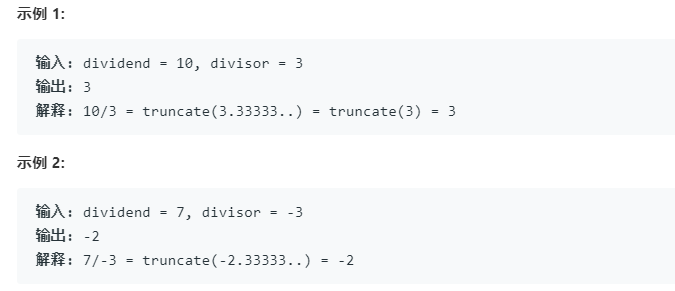 示例 1:
输入: dividend = 10, divisor = 3
输出: 3
解释: 10/3 = truncate(3.33333..) = truncate(3) = 3
示例 2:
输入: dividend = 7, divisor = -3
输出: -2
解释: 7/-3 = truncate(-2.33333..) = -2